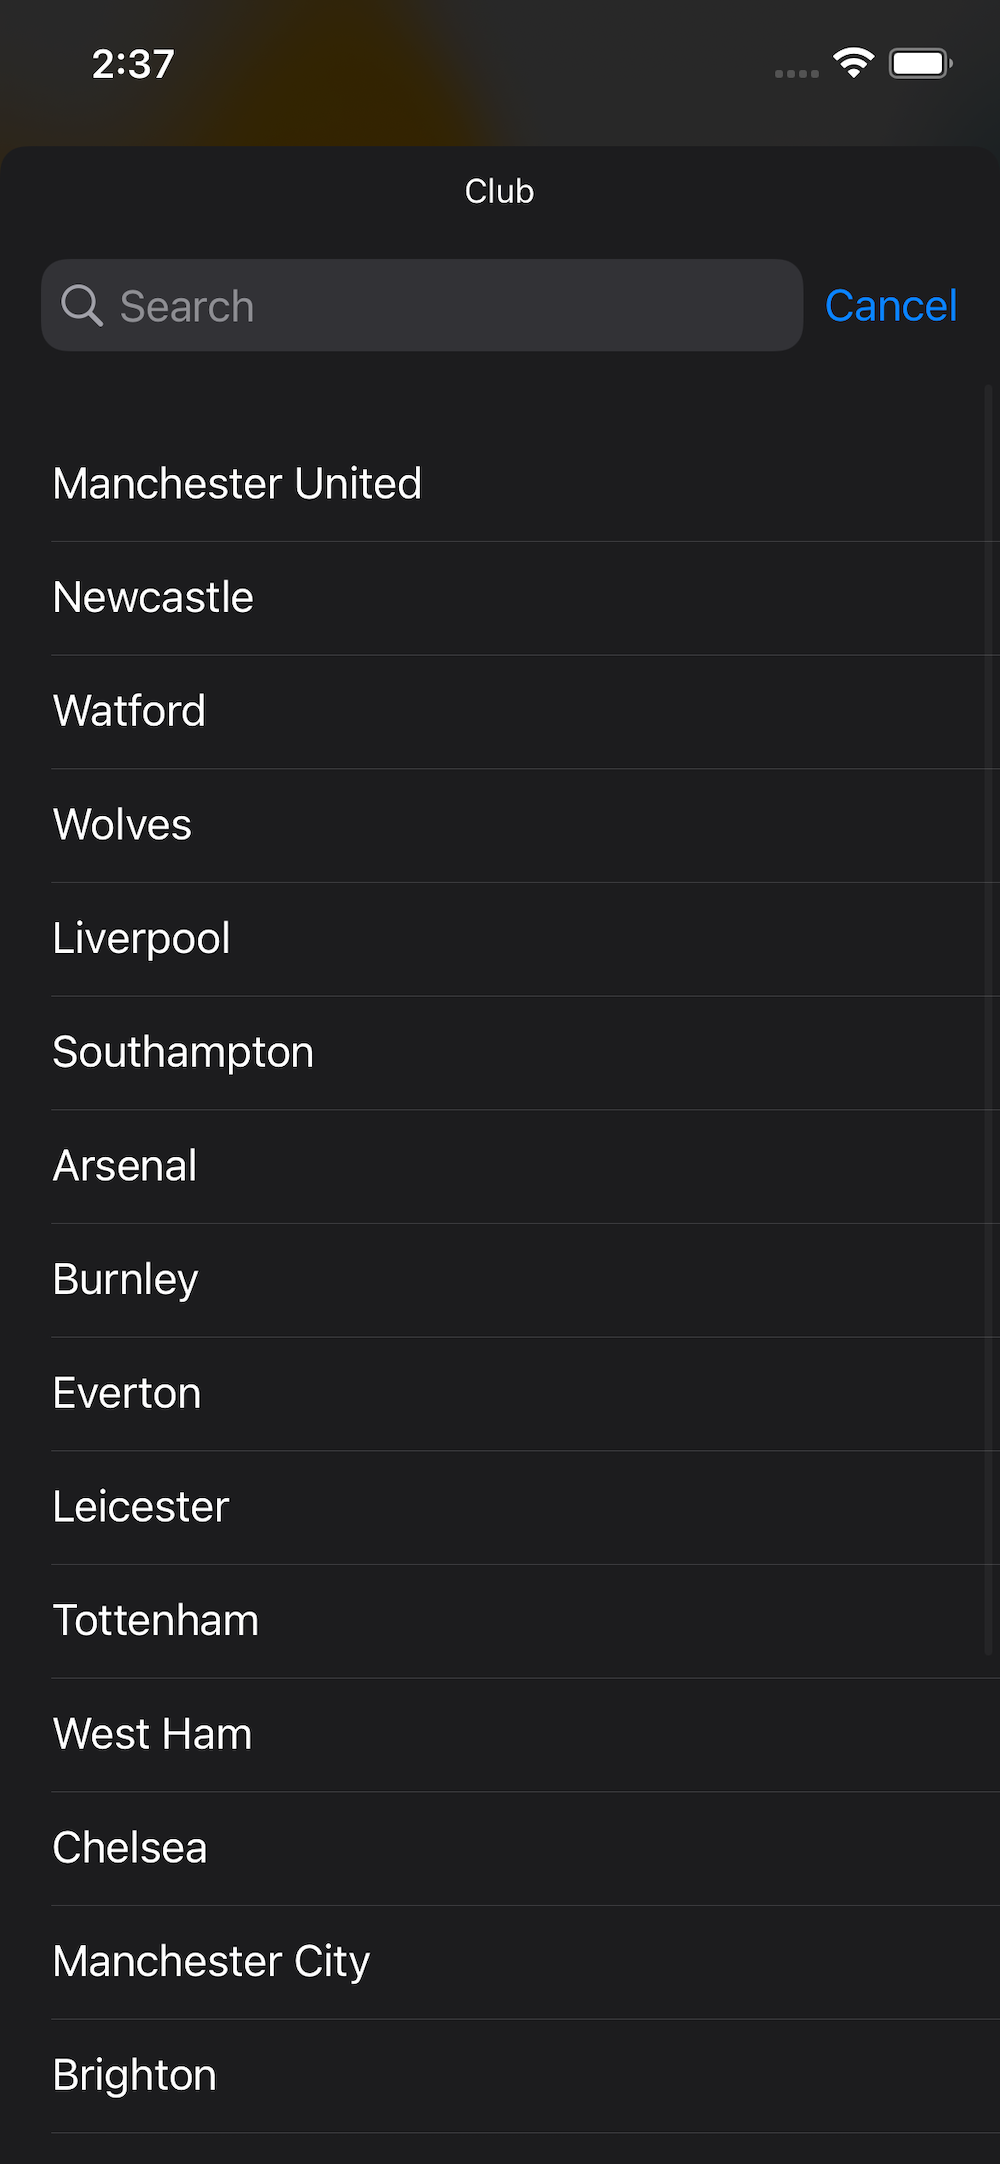 2:37
Club
Search
Cancel
Manchester United
Newcastle
Watford
Wolves
Liverpool
Southampton
Arsenal
Burnley
Everton
Leicester
Tottenham
West Ham
Chelsea
Manchester City
Brighton